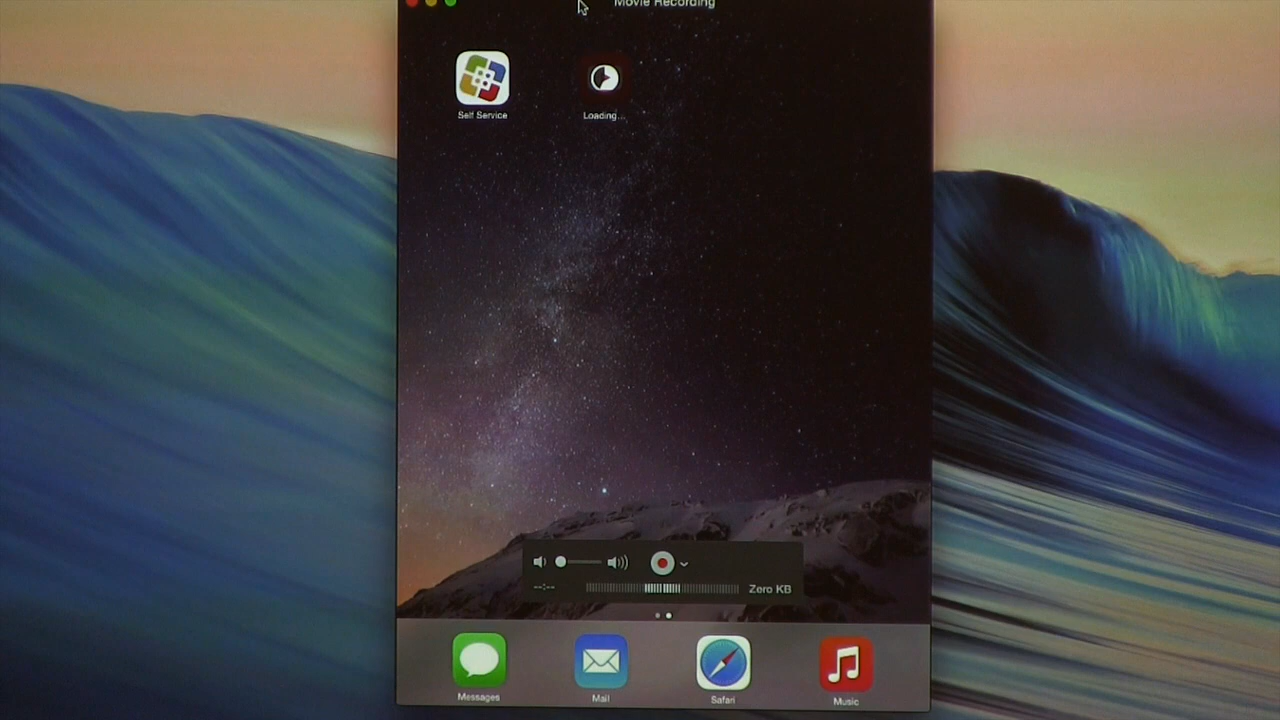 Movie Recording
Self Service
Loading...
--:--
Zero KB
Messages
Mail
Safari
Music